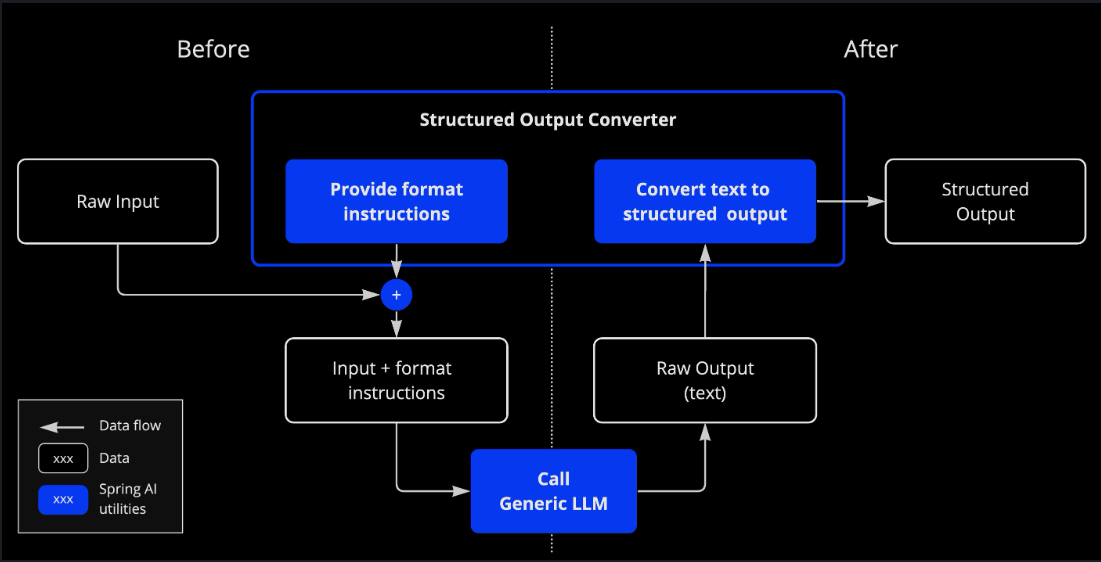 Before
After
Structured Output Converter
Raw Input
Provide format
instructions
Convert text to
structured output
Structured
Output
+
Input + format
instructions
Raw Output
(text)
Call
Generic LLM
Data flow
xxx
Data
xxx
Spring AI
utilities